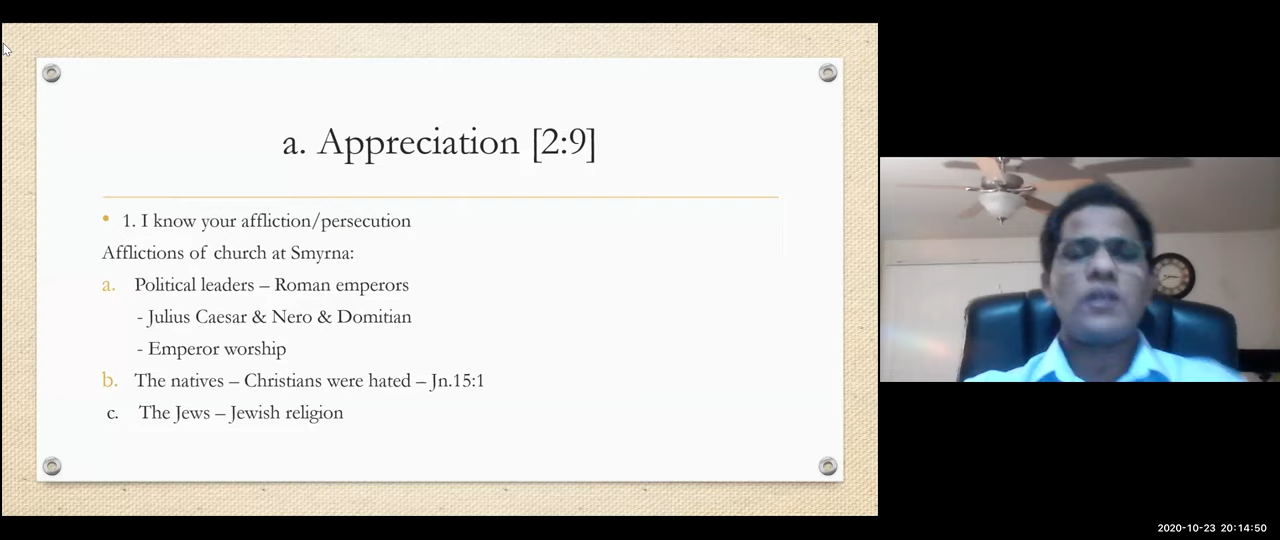 a. Appreciation [2:9]
• 1. I know your affliction/persecution
Afflictions of church at Smyrna:
a. Political leaders – Roman emperors
- Julius Caesar & Nero & Domitian
- Emperor worship
b. The natives – Christians were hated – Jn.15:1
c. The Jews – Jewish religion
2020-10-23 20:14:50